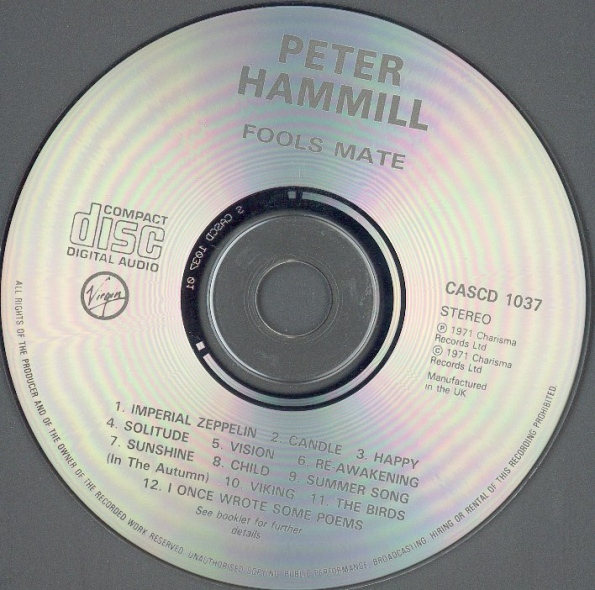 PETER
HAMMILL
FOOLS MATE
COMPACT
disc
DIGITAL AUDIO
Virgin
S CASCD 1037 01
CASCD 1037
STEREO
℗ 1971 Charisma
Records Ltd
© 1971 Charisma
Records Ltd
Manufactured
in the UK
1. IMPERIAL ZEPPELIN 2. CANDLE 3. HAPPY
4. SOLITUDE 5. VISION 6. RE-AWAKENING
7. SUNSHINE 8. CHILD 9. SUMMER SONG
(In The Autumn) 10. VIKING 11. THE BIRDS
12. I ONCE WROTE SOME POEMS
See booklet for further
details
ALL RIGHTS OF THE PRODUCER AND OF THE OWNER OF THE RECORDED WORK RESERVED. UNAUTHORISED COPYING, PUBLIC PERFORMANCE, BROADCASTING, HIRING OR RENTAL OF THIS RECORDING PROHIBITED.